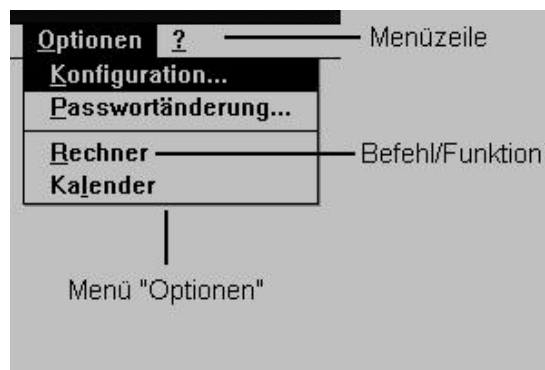 Optionen ? Menüzeile
Konfiguration...
Passwortänderung...
Rechner Befehl/Funktion
Kalender
Menü "Optionen"